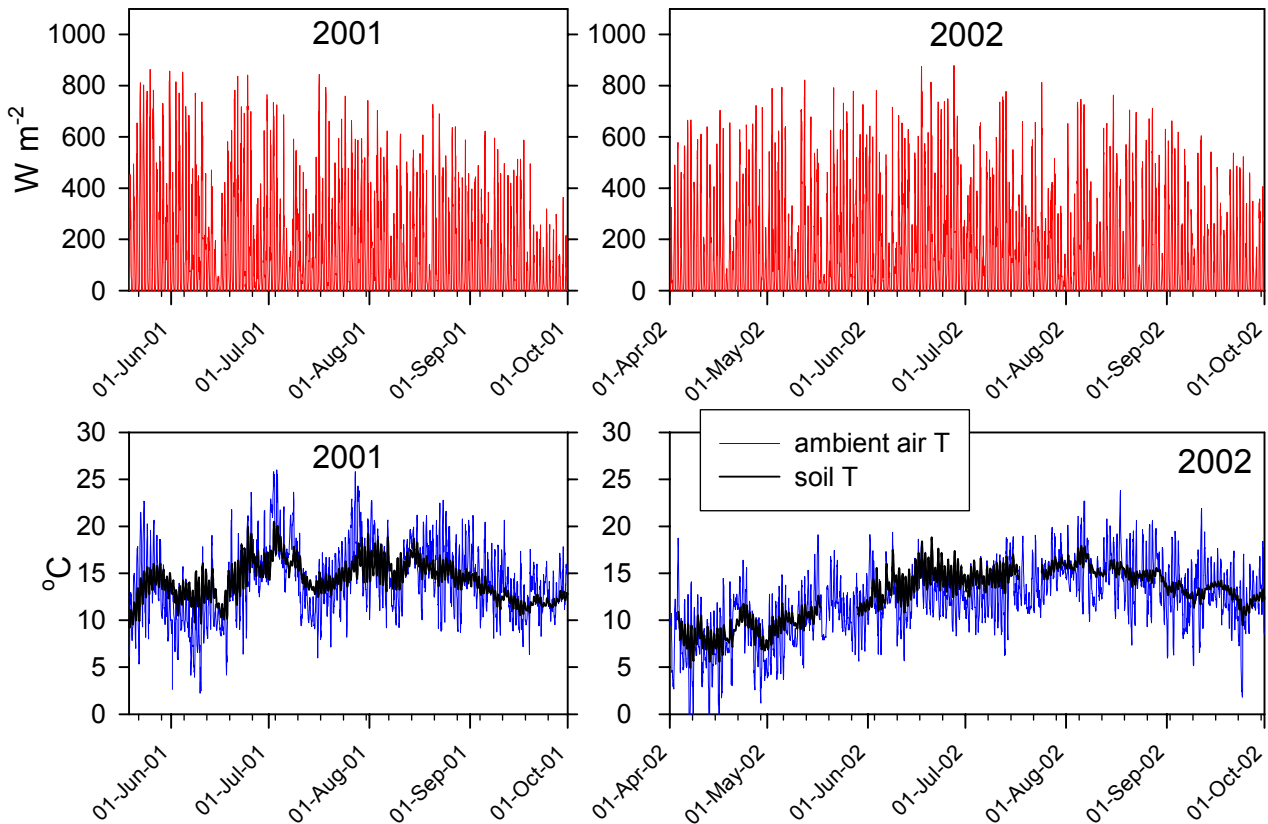 2001
2002
W m-2
1000
800
600
400
200
0
1000
800
600
400
200
0
01-Jun-01
01-Jul-01
01-Aug-01
01-Sep-01
01-Oct-01
01-Apr-02
01-May-02
01-Jun-02
01-Jul-02
01-Aug-02
01-Sep-02
01-Oct-02
2001
2002
ambient air T
soil T
oC
30
25
20
15
10
5
0
30
25
20
15
10
5
0
01-Jun-01
01-Jul-01
01-Aug-01
01-Sep-01
01-Oct-01
01-Apr-02
01-May-02
01-Jun-02
01-Jul-02
01-Aug-02
01-Sep-02
01-Oct-02